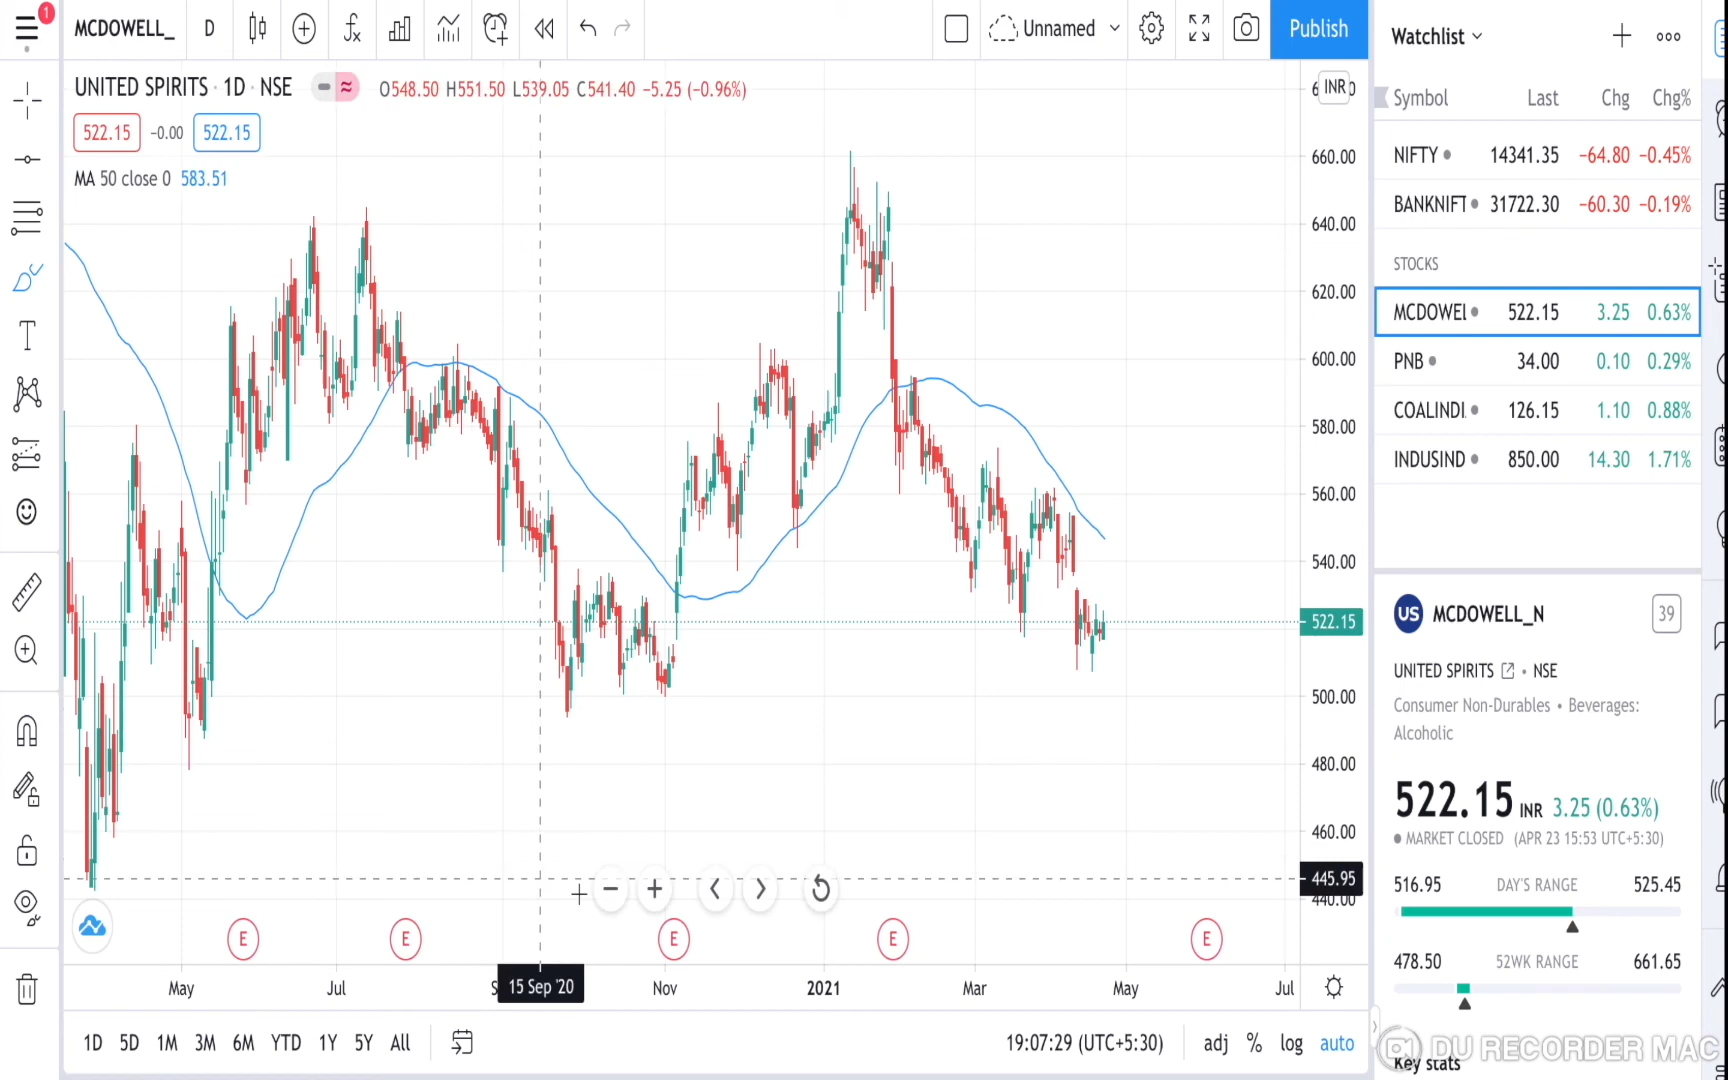 1
MCDOWELL_ D
Unnamed
Publish
UNITED SPIRITS · 1D · NSE
O548.50 H551.50 L539.05 C541.40 −5.25 (−0.96%)
522.15 −0.00 522.15
MA 50 close 0 583.51
INR
660.00
640.00
620.00
600.00
580.00
560.00
540.00
522.15
500.00
480.00
460.00
445.95
440.00
E E E E E
May Jul 15 Sep '20 Nov 2021 Mar May Jul
1D 5D 1M 3M 6M YTD 1Y 5Y All
19:07:29 (UTC+5:30) adj % log auto
Watchlist
Symbol Last Chg Chg%
NIFTY 14341.35 −64.80 −0.45%
BANKNIFT 31722.30 −60.30 −0.19%
STOCKS
MCDOWEL 522.15 3.25 0.63%
PNB 34.00 0.10 0.29%
COALINDI 126.15 1.10 0.88%
INDUSIND 850.00 14.30 1.71%
US MCDOWELL_N 39
UNITED SPIRITS • NSE
Consumer Non-Durables • Beverages:
Alcoholic
522.15 INR 3.25 (0.63%)
MARKET CLOSED (APR 23 15:53 UTC+5:30)
516.95 DAY'S RANGE 525.45
478.50 52WK RANGE 661.65
DU RECORDER MAC
Key stats